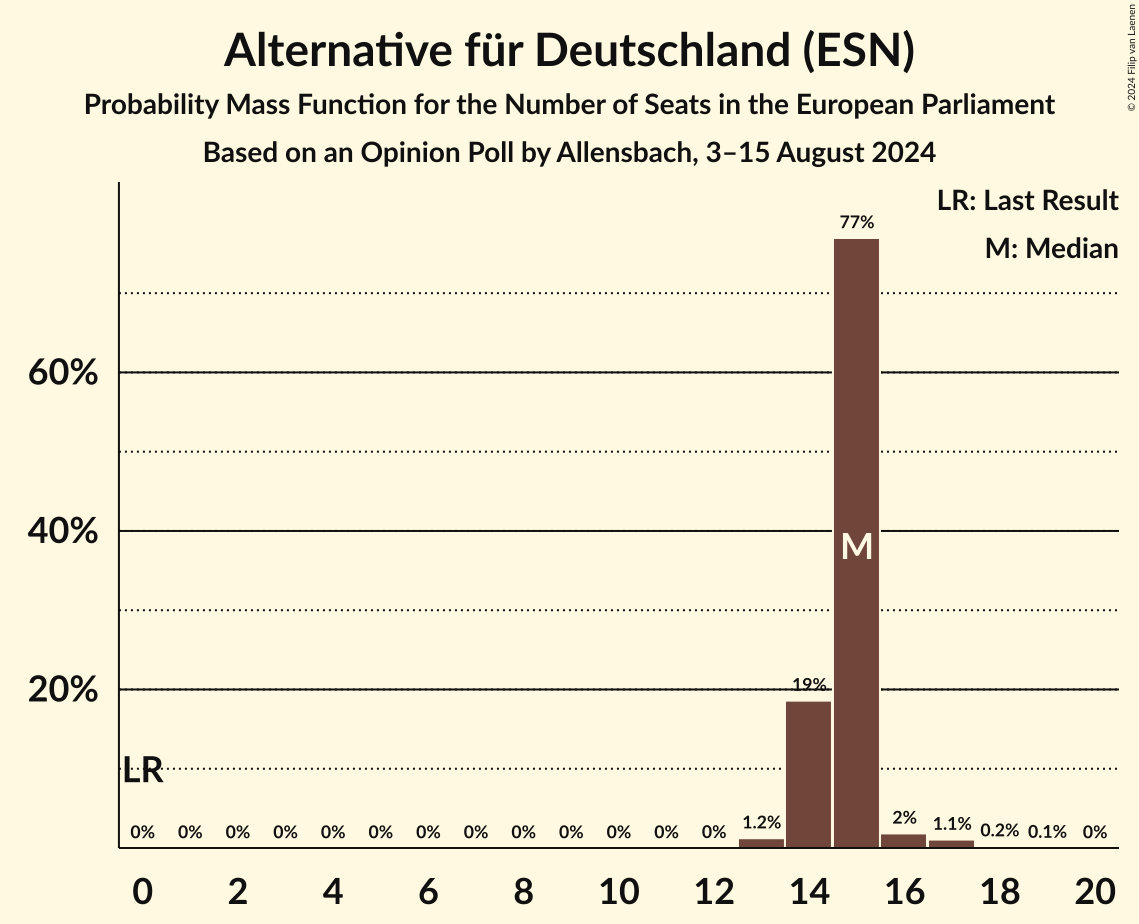 Alternative für Deutschland (ESN)
Probability Mass Function for the Number of Seats in the European Parliament
Based on an Opinion Poll by Allensbach, 3–15 August 2024
© 2024 Filip van Laenen
LR: Last Result
M: Median
77%
60%
40%
M
20%
19%
LR
0% 0% 0% 0% 0% 0% 0% 0% 0% 0% 0% 0% 0% 1.2% 2% 1.1% 0.2% 0.1% 0%
0 2 4 6 8 10 12 14 16 18 20